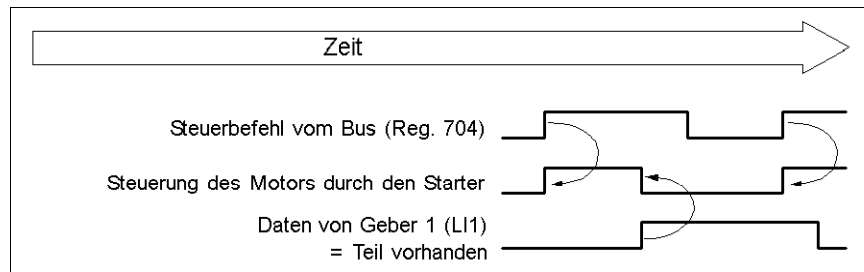 Zeit
Steuerbefehl vom Bus (Reg. 704)
Steuerung des Motors durch den Starter
Daten von Geber 1 (LI1)
= Teil vorhanden